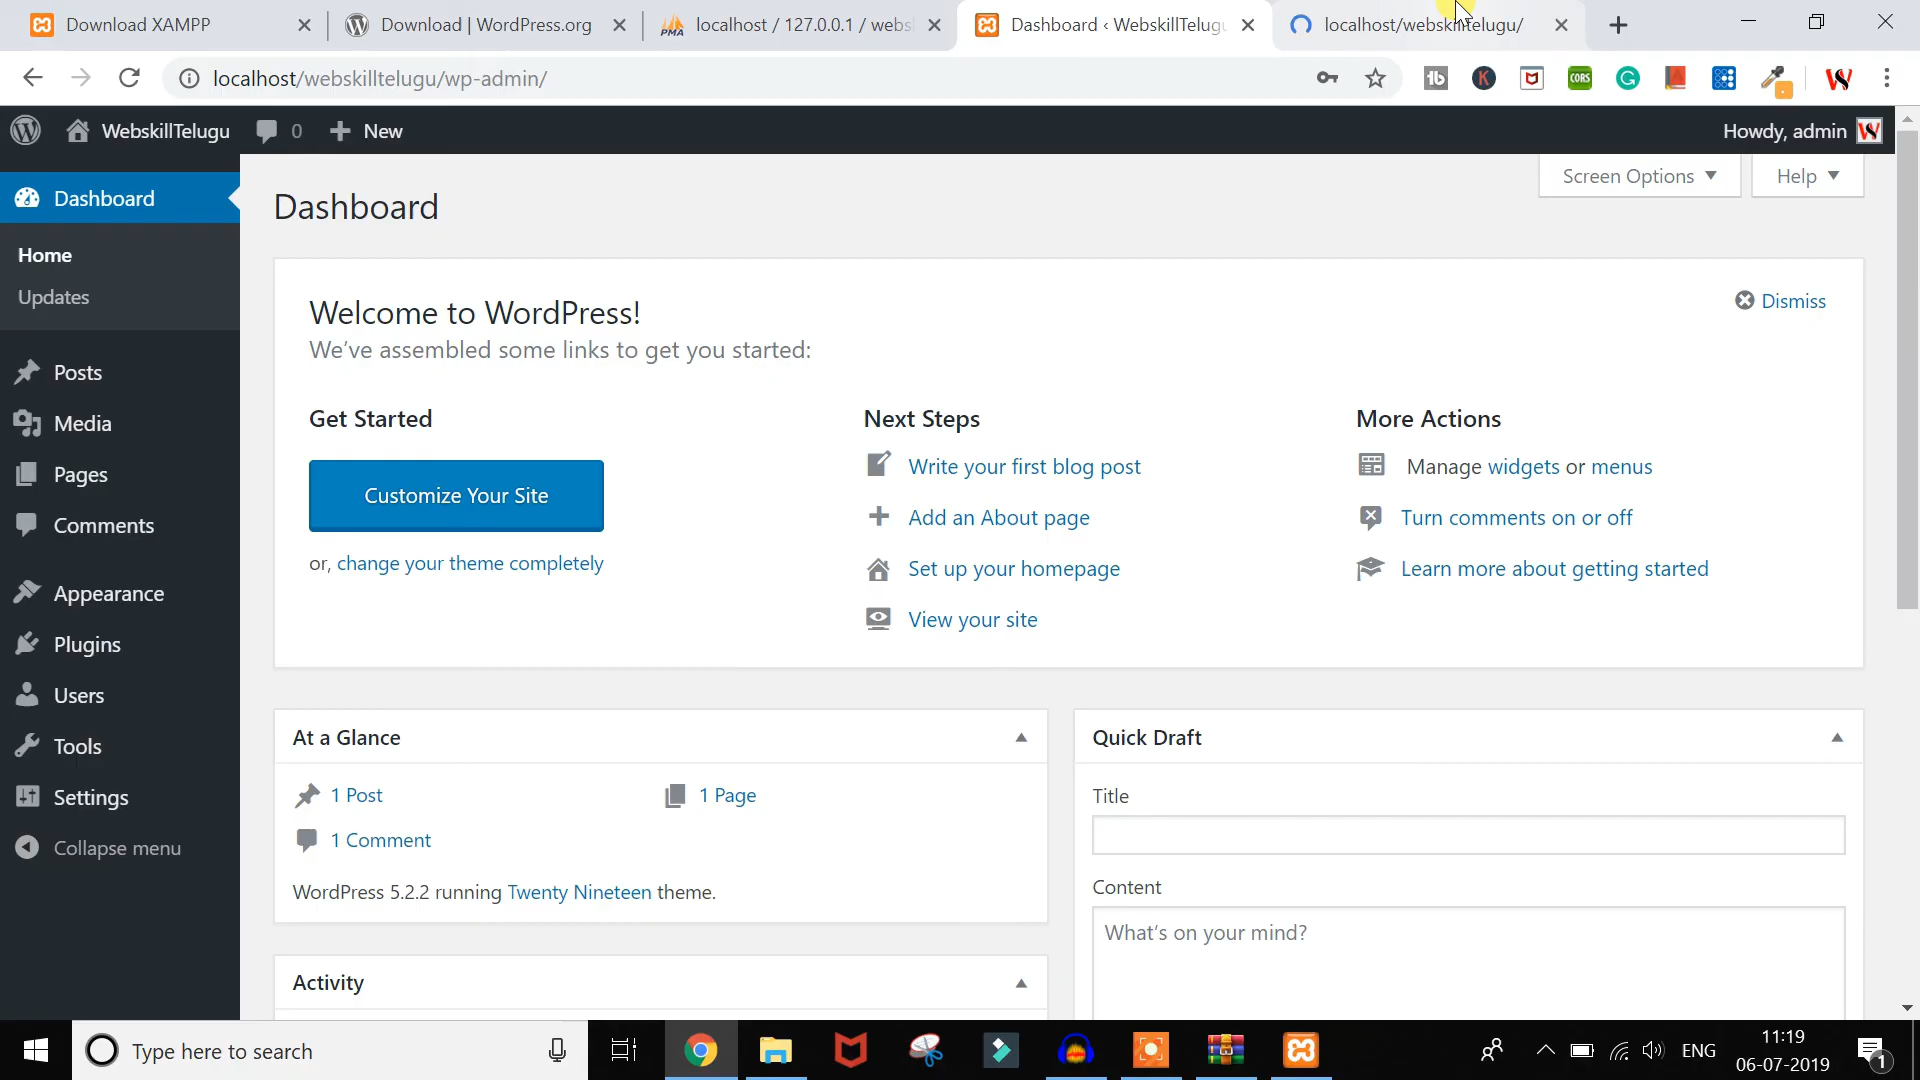 Download XAMPP
Download | WordPress.org
localhost / 127.0.0.1 / webs
Dashboard ‹ WebskillTelugu
localhost/webskilltelugu/
localhost/webskilltelugu/wp-admin/
WebskillTelugu
0
New
Howdy, admin
Dashboard
Home
Updates
Posts
Media
Pages
Comments
Appearance
Plugins
Users
Tools
Settings
Collapse menu
Dashboard
Screen Options
Help
Welcome to WordPress!
Dismiss
We've assembled some links to get you started:
Get Started
Customize Your Site
or, change your theme completely
Next Steps
Write your first blog post
Add an About page
Set up your homepage
View your site
More Actions
Manage widgets or menus
Turn comments on or off
Learn more about getting started
At a Glance
1 Post
1 Page
1 Comment
WordPress 5.2.2 running Twenty Nineteen theme.
Activity
Quick Draft
Title
Content
What's on your mind?
Type here to search
ENG
11:19
06-07-2019
1